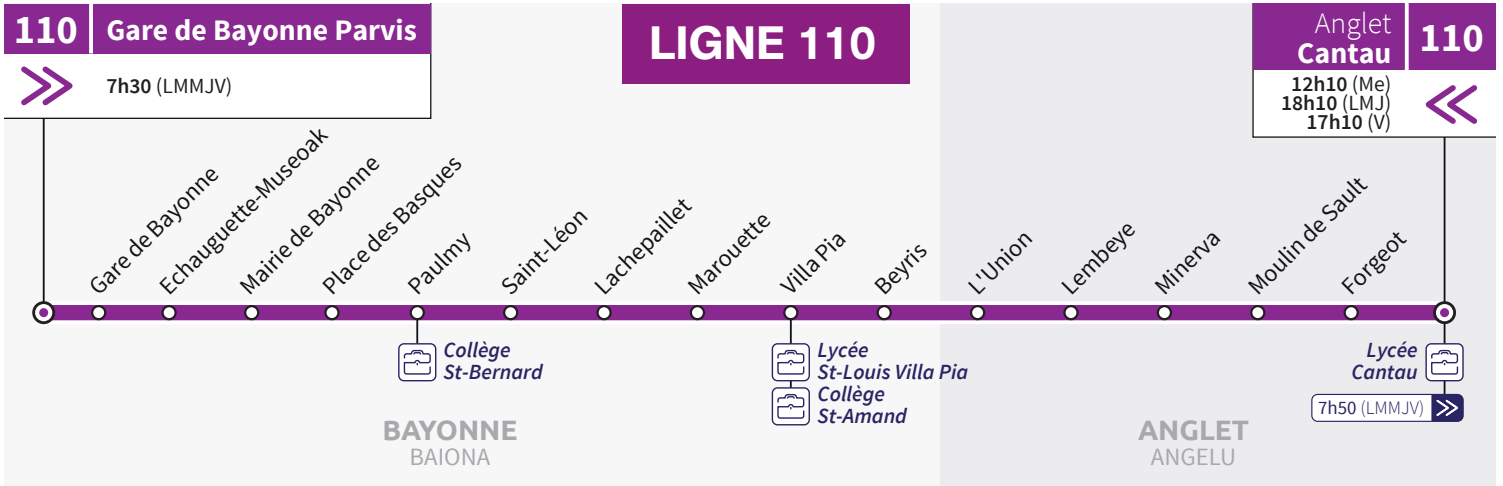 110 Gare de Bayonne Parvis
7h30 (LMMJV)
LIGNE 110
Anglet
Cantau
110
12h10 (Me)
18h10 (LMJ)
17h10 (V)
Gare de Bayonne
Echauguette-Museoak
Mairie de Bayonne
Place des Basques
Paulmy
Saint-Léon
Lachepaillet
Marouette
Villa Pia
Beyris
L'Union
Lembeye
Minerva
Moulin de Sault
Forgeot
Collège
St-Bernard
Lycée
St-Louis Villa Pia
Collège
St-Amand
Lycée
Cantau
7h50 (LMMJV)
BAYONNE
BAIONA
ANGLET
ANGELU